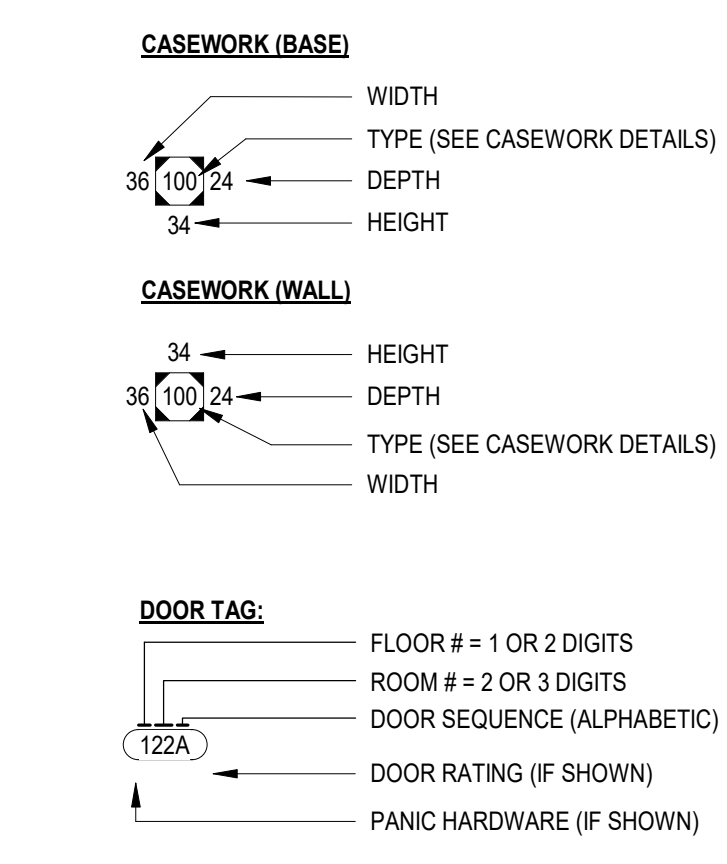 CASEWORK (BASE)
WIDTH
TYPE (SEE CASEWORK DETAILS)
36 100 24 DEPTH
34 HEIGHT
CASEWORK (WALL)
34 HEIGHT
36 100 24 DEPTH
TYPE (SEE CASEWORK DETAILS)
WIDTH
DOOR TAG:
FLOOR # = 1 OR 2 DIGITS
ROOM # = 2 OR 3 DIGITS
DOOR SEQUENCE (ALPHABETIC)
122A
DOOR RATING (IF SHOWN)
PANIC HARDWARE (IF SHOWN)